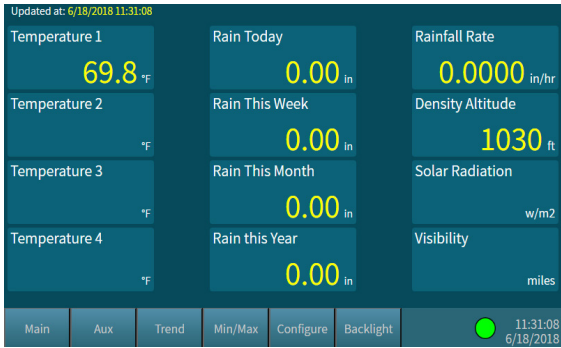 Updated at: 6/18/2018 11:31:08
Temperature 1
69.8 °F
Rain Today
0.00 in
Rainfall Rate
0.0000 in/hr
Temperature 2
°F
Rain This Week
0.00 in
Density Altitude
1030 ft
Temperature 3
°F
Rain This Month
0.00 in
Solar Radiation
w/m2
Temperature 4
°F
Rain this Year
0.00 in
Visibility
miles
Main
Aux
Trend
Min/Max
Configure
Backlight
11:31:08
6/18/2018